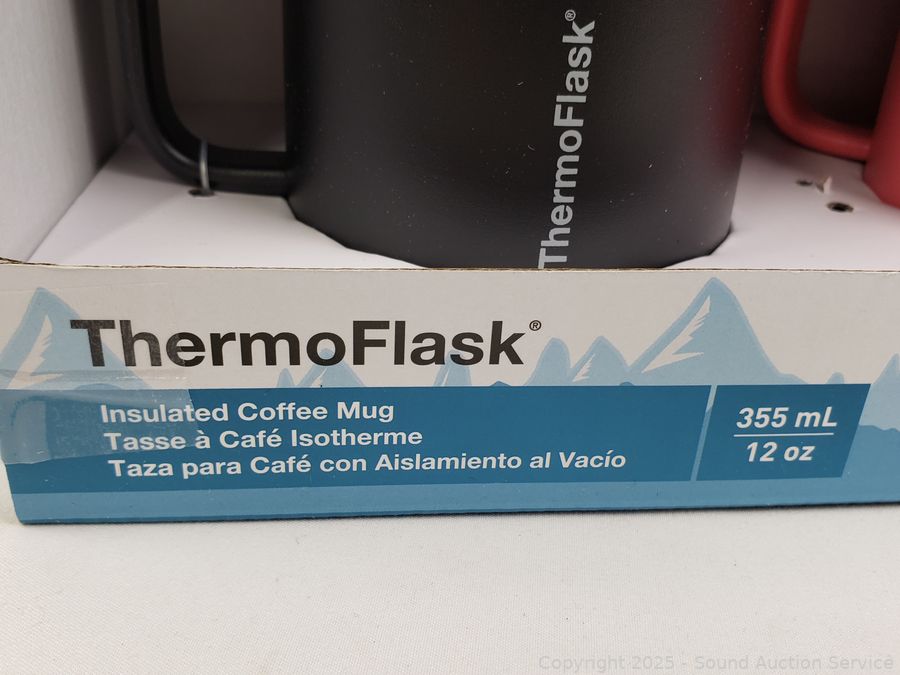 ThermoFlask®
ThermoFlask®
Insulated Coffee Mug
Tasse à Café Isotherme
Taza para Café con Aislamiento al Vacío
355 mL
12 oz
Copyright 2025 - Sound Auction Service